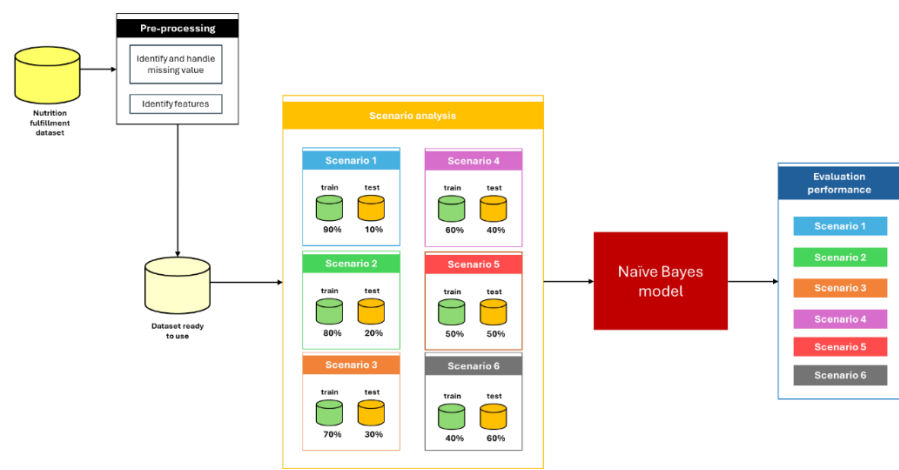 Pre-processing
Identify and handle
missing value
Identify features
Nutrition
fulfillment
dataset
Dataset ready
to use
Scenario analysis
Scenario 1
train test
90% 10%
Scenario 4
train test
60% 40%
Scenario 2
train test
80% 20%
Scenario 5
train test
50% 50%
Scenario 3
train test
70% 30%
Scenario 6
train test
40% 60%
Naïve Bayes
model
Evaluation
performance
Scenario 1
Scenario 2
Scenario 3
Scenario 4
Scenario 5
Scenario 6